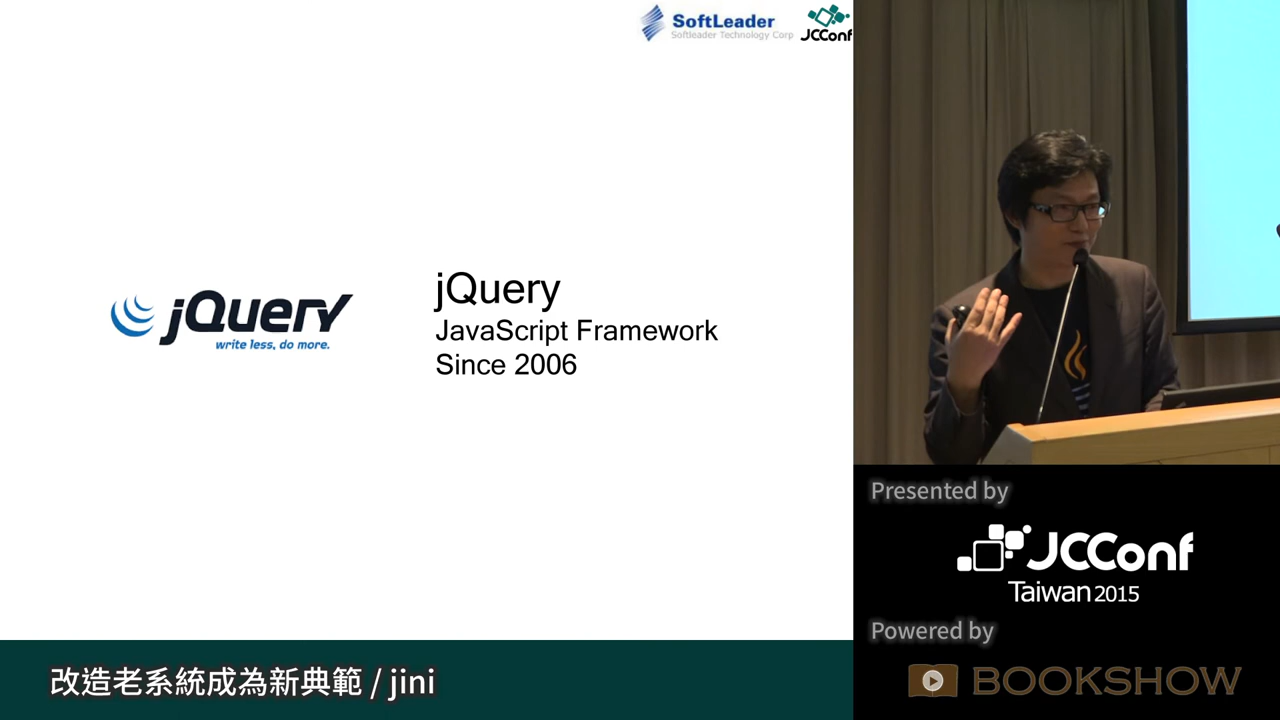 SoftLeader
Softleader Technology Corp
JCConf
jQuery
write less, do more.
jQuery
JavaScript Framework
Since 2006
Presented by
JCConf
Taiwan 2015
Powered by
BOOKSHOW
改造老系統成為新典範 / jini